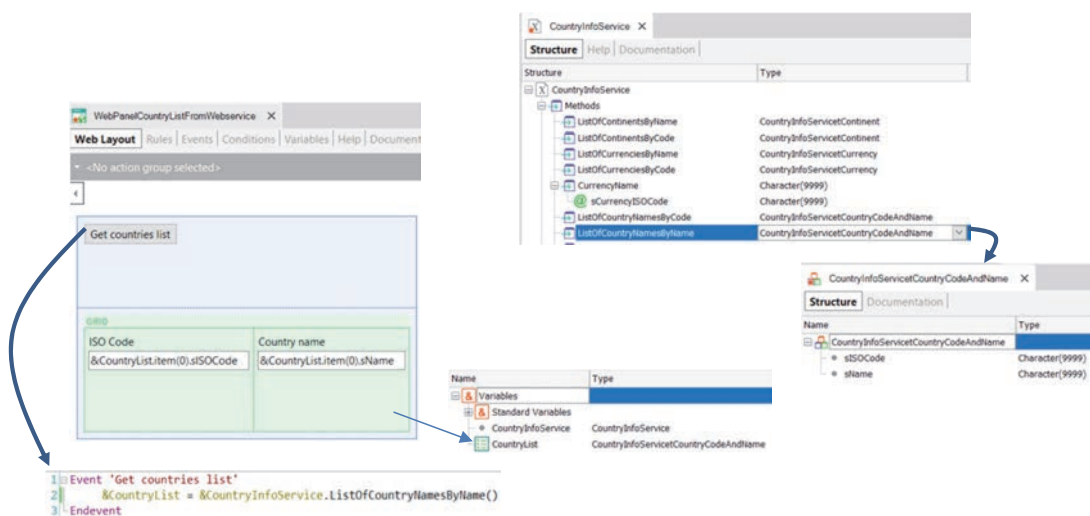 CountryInfoService X
Structure Help Documentation
Structure Type
CountryInfoService
Methods
ListOfContinentsByName CountryInfoServicetContinent
ListOfContinentsByCode CountryInfoServicetContinent
ListOfCurrenciesByName CountryInfoServicetCurrency
ListOfCurrenciesByCode CountryInfoServicetCurrency
CurrencyName Character(9999)
sCurrencyISOCode Character(9999)
ListOfCountryNamesByCode CountryInfoServicetCountryCodeAndName
ListOfCountryNamesByName CountryInfoServicetCountryCodeAndName
WebPanelCountryListFromWebservice X
Web Layout Rules Events Conditions Variables Help Document
<No action group selected>
Get countries list
GRID
ISO Code Country name
&CountryList.item(0).sISOCode &CountryList.item(0).sName
CountryInfoServicetCountryCodeAndName X
Structure Documentation
Name Type
CountryInfoServicetCountryCodeAndName
sISOCode Character(9999)
sName Character(9999)
Name Type
& Variables
& Standard Variables
CountryInfoService CountryInfoService
CountryList CountryInfoServicetCountryCodeAndName
1 Event 'Get countries list'
2 &CountryList = &CountryInfoService.ListOfCountryNamesByName()
3 Endevent